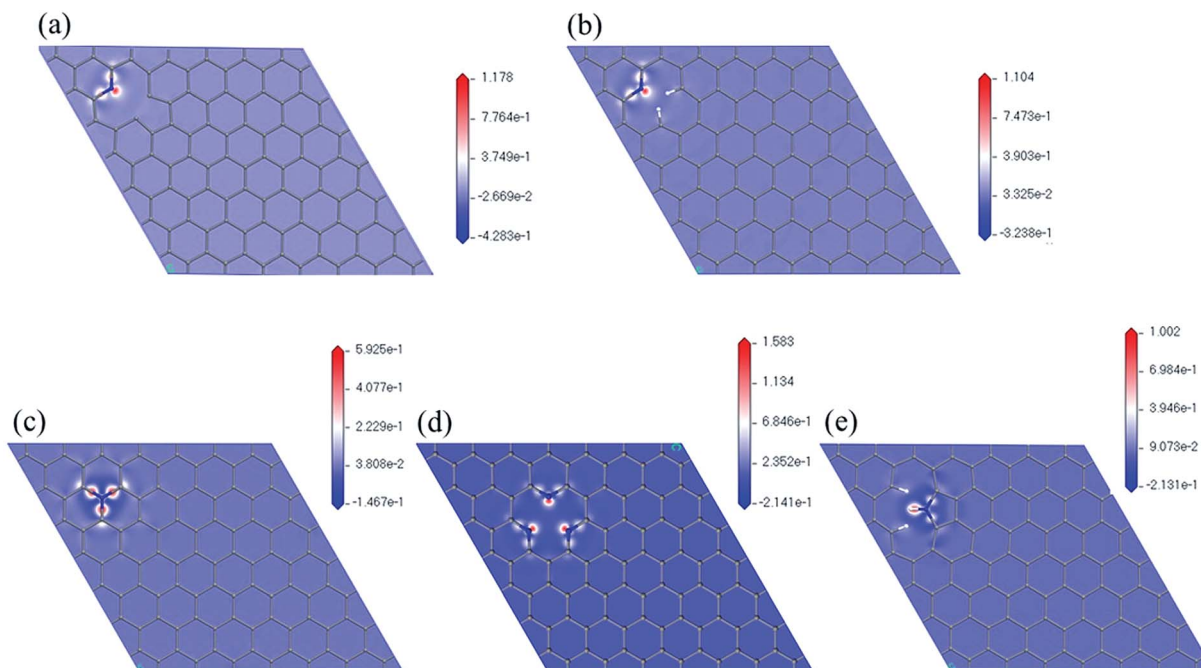 (a)
1.178
7.764e-1
3.749e-1
-2.669e-2
-4.283e-1
(b)
1.104
7.473e-1
3.903e-1
3.325e-2
-3.238e-1
(c)
5.925e-1
4.077e-1
2.229e-1
3.808e-2
-1.467e-1
(d)
1.583
1.134
6.846e-1
2.352e-1
-2.141e-1
(e)
1.002
6.984e-1
3.946e-1
9.073e-2
-2.131e-1